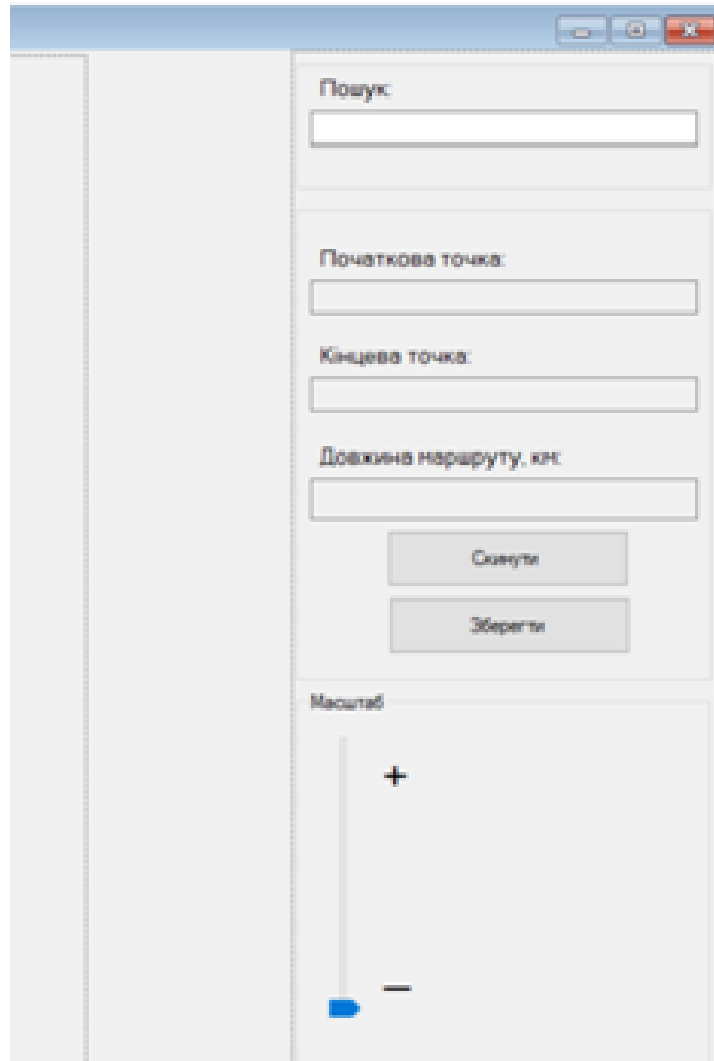 Пошук:
Початкова точка:
Кінцева точка:
Довжина маршруту, км:
Скинути
Зберегти
Масштаб
+
—